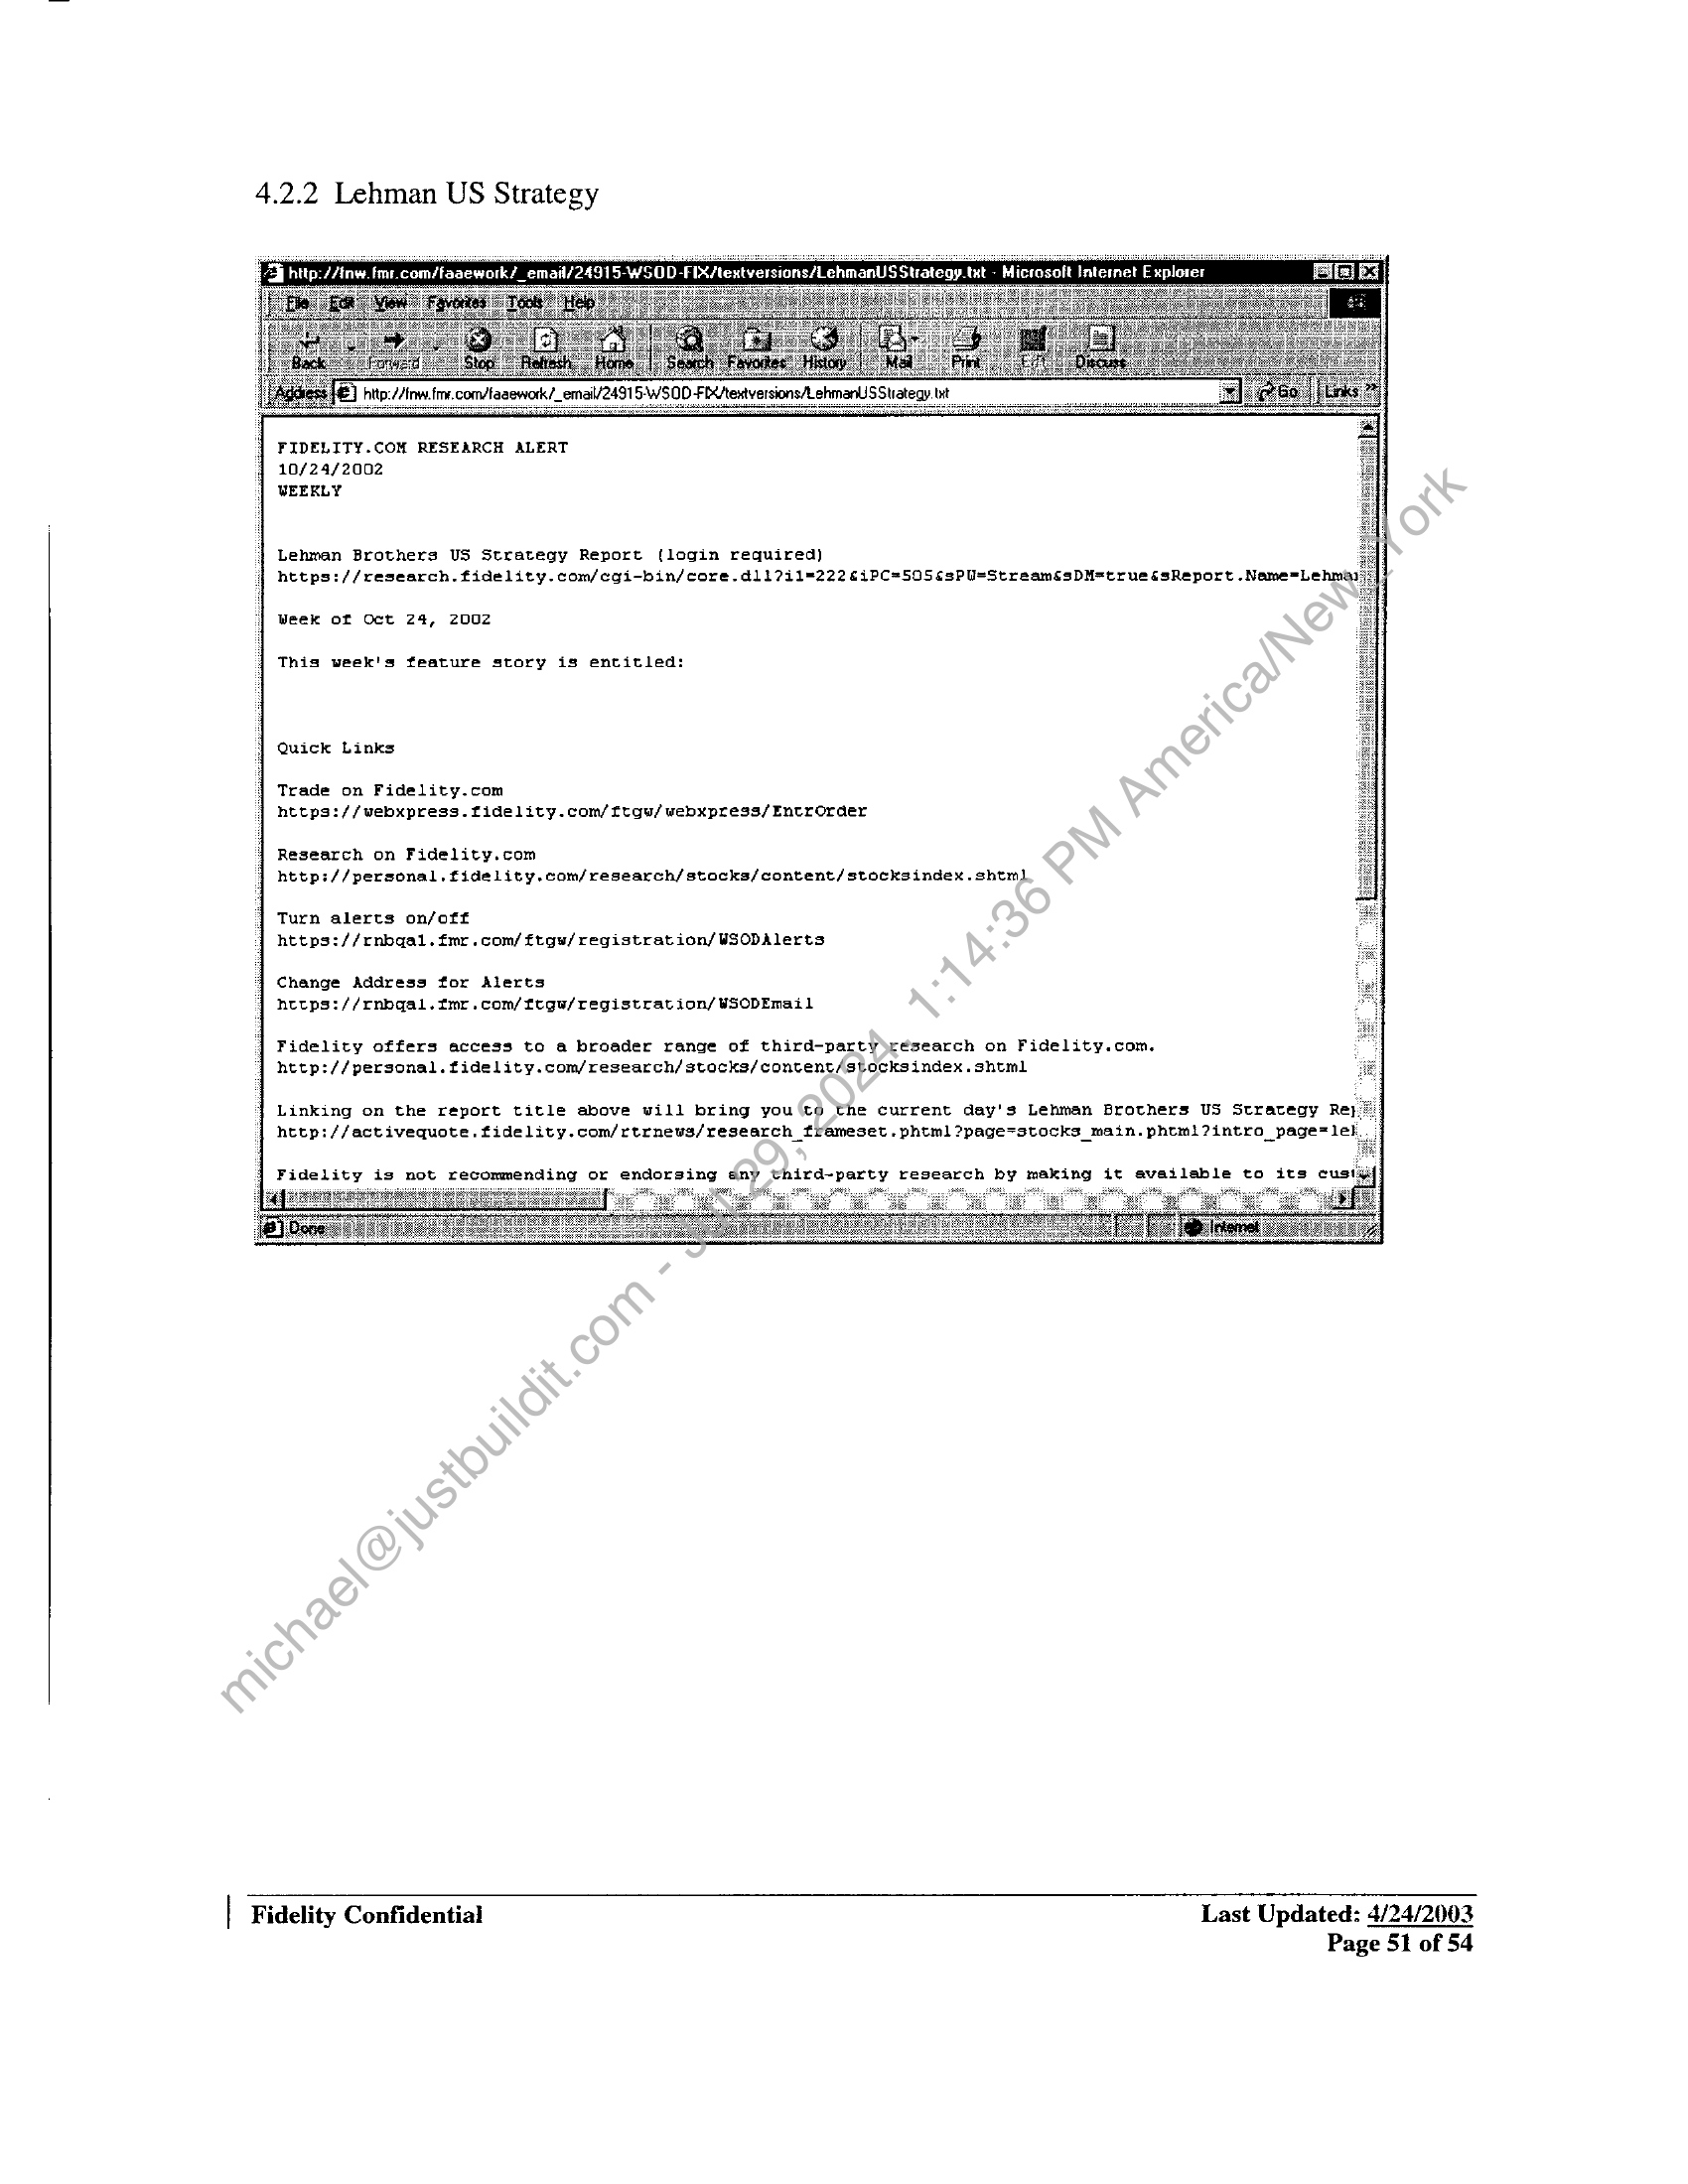 4.2.2 Lehman US Strategy
http://fnw.fmr.com/faaework/_email/24915-WSOD-FIX/textversions/LehmanUSStrategy.txt - Microsoft Internet Explorer
File Edit View Favorites Tools Help
Back Forward Stop Refresh Home Search Favorites History Mail Print Edit Discuss
Address http://fnw.fmr.com/faaework/_email/24915-WSOD-FIX/textversions/LehmanUSStrategy.txt Go Links »
FIDELITY.COM RESEARCH ALERT
10/24/2002
WEEKLY
Lehman Brothers US Strategy Report (login required)
https://research.fidelity.com/cgi-bin/core.dll?i1=222&iPC=505&sPW=Stream&sDM=true&sReport.Name=Lehman
Week of Oct 24, 2002
This week's feature story is entitled:
Quick Links
Trade on Fidelity.com
https://webxpress.fidelity.com/ftgw/webxpress/EntrOrder
Research on Fidelity.com
http://personal.fidelity.com/research/stocks/content/stocksindex.shtml
Turn alerts on/off
https://rnbqa1.fmr.com/ftgw/registration/WSODAlerts
Change Address for Alerts
https://rnbqa1.fmr.com/ftgw/registration/WSODEmail
Fidelity offers access to a broader range of third-party research on Fidelity.com.
http://personal.fidelity.com/research/stocks/content/stocksindex.shtml
Linking on the report title above will bring you to the current day's Lehman Brothers US Strategy Re
http://activequote.fidelity.com/rtrnews/research_frameset.phtml?page=stocks_main.phtml?intro_page=le
Fidelity is not recommending or endorsing any third-party research by making it available to its cus
Done Internet
michael@justbuildit.com - Jul 29, 2024, 1:14:36 PM America/New_York
Fidelity Confidential Last Updated: 4/24/2003
Page 51 of 54